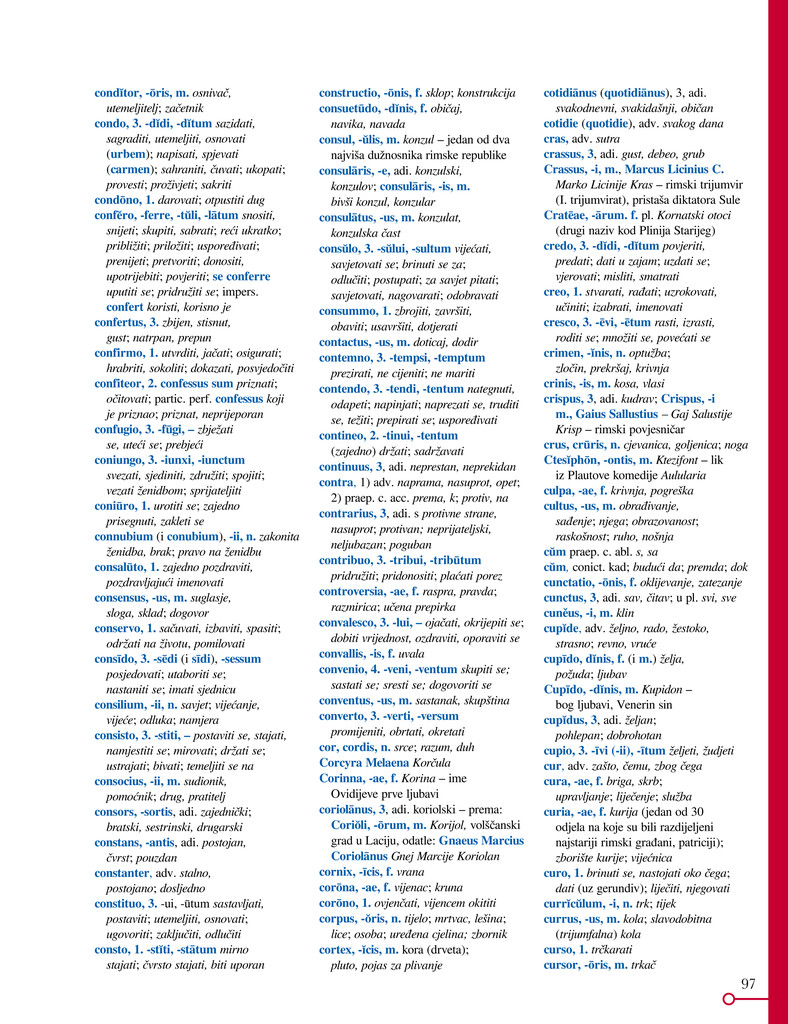 condĭtor, -ōris, m. osnivač,
utemeljitelj; začetnik
condo, 3. -dĭdi, -dĭtum sazidati,
sagraditi, utemeljiti, osnovati
(urbem); napisati, spjevati
(carmen); sahraniti, čuvati; ukopati;
provesti; proživjeti; sakriti
condōno, 1. darovati; otpustiti dug
confĕro, -ferre, -tŭli, -lātum snositi,
snijeti; skupiti, sabrati; reći ukratko;
približiti; priložiti; uspoređivati;
prenijeti; pretvoriti; donositi,
upotrijebiti; povjeriti; se conferre
uputiti se; pridružiti se; impers.
confert koristi, korisno je
confertus, 3. zbijen, stisnut,
gust; natrpan, prepun
confirmo, 1. utvrditi, jačati; osigurati;
hrabriti, sokoliti; dokazati, posvjedočiti
confiteor, 2. confessus sum priznati;
očitovati; partic. perf. confessus koji
je priznao; priznat, neprijeporan
confugio, 3. -fūgi, – zbježati
se, uteći se; prebjeći
coniungo, 3. -iunxi, -iunctum
svezati, sjediniti, združiti; spojiti;
vezati ženidbom; sprijateljiti
coniūro, 1. urotiti se; zajedno
prisegnuti, zakleti se
connubium (i conubium), -ii, n. zakonita
ženidba, brak; pravo na ženidbu
consalūto, 1. zajedno pozdraviti,
pozdravljajući imenovati
consensus, -us, m. suglasje,
sloga, sklad; dogovor
conservo, 1. sačuvati, izbaviti, spasiti;
održati na životu, pomilovati
consīdo, 3. -sēdi (i sīdi), -sessum
posjedovati; utaboriti se;
nastaniti se; imati sjednicu
consilium, -ii, n. savjet; vijećanje,
vijeće; odluka; namjera
consisto, 3. -stiti, – postaviti se, stajati,
namjestiti se; mirovati; držati se;
ustrajati; bivati; temeljiti se na
consocius, -ii, m. sudionik,
pomoćnik; drug, pratitelj
consors, -sortis, adi. zajednički;
bratski, sestrinski, drugarski
constans, -antis, adi. postojan,
čvrst; pouzdan
constanter, adv. stalno,
postojano; dosljedno
constituo, 3. -ui, -ūtum sastavljati,
postaviti; utemeljiti, osnovati;
ugovoriti; zaključiti, odlučiti
consto, 1. -stĭti, -stātum mirno
stajati; čvrsto stajati, biti uporan
constructio, -ōnis, f. sklop; konstrukcija
consuetūdo, -dĭnis, f. običaj,
navika, navada
consul, -ŭlis, m. konzul – jedan od dva
najviša dužnosnika rimske republike
consulāris, -e, adi. konzulski,
konzulov; consulāris, -is, m.
bivši konzul, konzular
consulātus, -us, m. konzulat,
konzulska čast
consŭlo, 3. -sŭlui, -sultum vijećati,
savjetovati se; brinuti se za;
odlučiti; postupati; za savjet pitati;
savjetovati, nagovarati; odobravati
consummo, 1. zbrojiti, završiti,
obaviti; usavršiti, dotjerati
contactus, -us, m. doticaj, dodir
contemno, 3. -tempsi, -temptum
prezirati, ne cijeniti; ne mariti
contendo, 3. -tendi, -tentum nategnuti,
odapeti; napinjati; naprezati se, truditi
se, težiti; prepirati se; uspoređivati
contineo, 2. -tinui, -tentum
(zajedno) držati; sadržavati
continuus, 3, adi. neprestan, neprekidan
contra, 1) adv. naprama, nasuprot, opet;
2) praep. c. acc. prema, k; protiv, na
contrarius, 3, adi. s protivne strane,
nasuprot; protivan; neprijateljski,
neljubazan; poguban
contribuo, 3. -tribui, -tribūtum
pridružiti; pridonositi; plaćati porez
controversia, -ae, f. raspra, pravda;
razmirica; učena prepirka
convalesco, 3. -lui, – ojačati, okrijepiti se;
dobiti vrijednost, ozdraviti, oporaviti se
convallis, -is, f. uvala
convenio, 4. -veni, -ventum skupiti se;
sastati se; sresti se; dogovoriti se
conventus, -us, m. sastanak, skupština
converto, 3. -verti, -versum
promijeniti, obrtati, okretati
cor, cordis, n. srce; razum, duh
Corcyra Melaena Korčula
Corinna, -ae, f. Korina – ime
Ovidijeve prve ljubavi
coriolānus, 3, adi. koriolski – prema:
Coriŏli, -ōrum, m. Korijol, volščanski
grad u Laciju, odatle: Gnaeus Marcius
Coriolānus Gnej Marcije Koriolan
cornix, -īcis, f. vrana
corōna, -ae, f. vijenac; kruna
corōno, 1. ovjenčati, vijencem okititi
corpus, -ŏris, n. tijelo; mrtvac, lešina;
lice; osoba; uređena cjelina; zbornik
cortex, -ĭcis, m. kora (drveta);
pluto, pojas za plivanje
cotidiānus (quotidiānus), 3, adi.
svakodnevni, svakidašnji, običan
cotidie (quotidie), adv. svakog dana
cras, adv. sutra
crassus, 3, adi. gust, debeo, grub
Crassus, -i, m., Marcus Licinius C.
Marko Licinije Kras – rimski trijumvir
(I. trijumvirat), pristaša diktatora Sule
Cratēae, -ārum. f. pl. Kornatski otoci
(drugi naziv kod Plinija Starijeg)
credo, 3. -dĭdi, -dĭtum povjeriti,
predati; dati u zajam; uzdati se;
vjerovati; misliti, smatrati
creo, 1. stvarati, rađati; uzrokovati,
učiniti; izabrati, imenovati
cresco, 3. -ēvi, -ētum rasti, izrasti,
roditi se; množiti se, povećati se
crimen, -ĭnis, n. optužba;
zločin, prekršaj, krivnja
crinis, -is, m. kosa, vlasi
crispus, 3, adi. kudrav; Crispus, -i
m., Gaius Sallustius – Gaj Salustije
Krisp – rimski povjesničar
crus, crūris, n. cjevanica, goljenica; noga
Ctesĭphōn, -ontis, m. Ktezifont – lik
iz Plautove komedije Aulularia
culpa, -ae, f. krivnja, pogreška
cultus, -us, m. obrađivanje,
sađenje; njega; obrazovanost;
raskošnost; ruho, nošnja
cŭm praep. c. abl. s, sa
cŭm, conict. kad; budući da; premda; dok
cunctatio, -ōnis, f. oklijevanje, zatezanje
cunctus, 3, adi. sav, čitav; u pl. svi, sve
cunĕus, -i, m. klin
cupĭde, adv. željno, rado, žestoko,
strasno; revno, vruće
cupīdo, dĭnis, f. (i m.) želja,
požuda; ljubav
Cupīdo, -dĭnis, m. Kupidon –
bog ljubavi, Venerin sin
cupĭdus, 3, adi. željan;
pohlepan; dobrohotan
cupio, 3. -īvi (-ii), -ītum željeti, žudjeti
cur, adv. zašto, čemu, zbog čega
cura, -ae, f. briga, skrb;
upravljanje; liječenje; služba
curia, -ae, f. kurija (jedan od 30
odjela na koje su bili razdijeljeni
najstariji rimski građani, patriciji);
zborište kurije; vijećnica
curo, 1. brinuti se, nastojati oko čega;
dati (uz gerundiv); liječiti, njegovati
currĭcŭlum, -i, n. trk; tijek
currus, -us, m. kola; slavodobitna
(trijumfalna) kola
curso, 1. trčkarati
cursor, -ōris, m. trkač
97